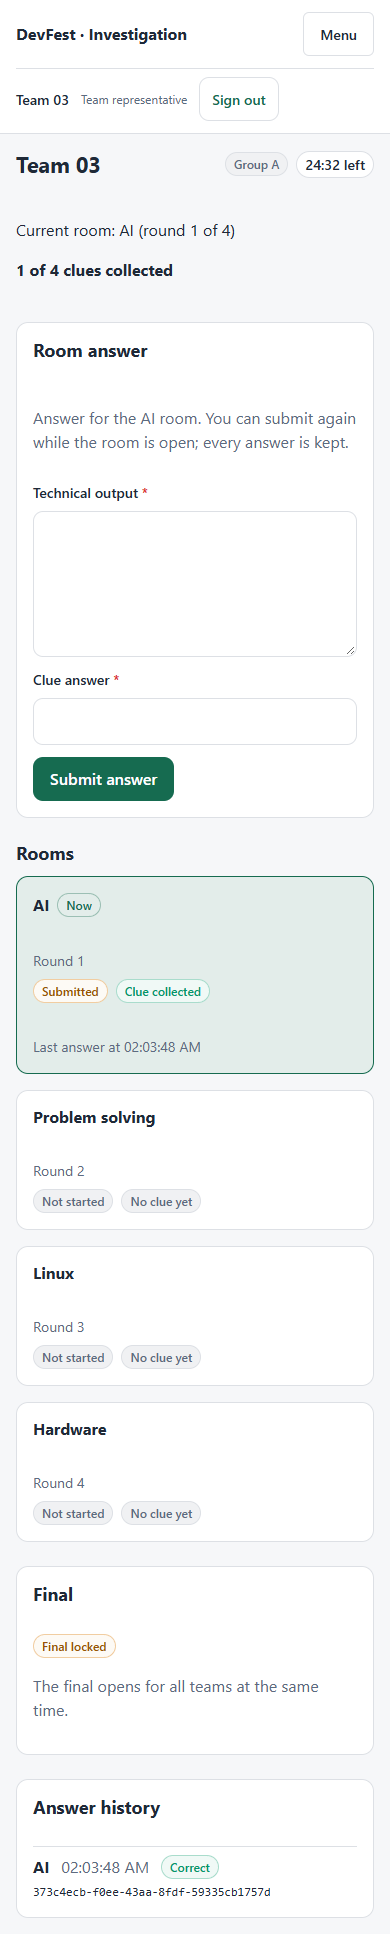 DevFest · Investigation
Menu
Team 03 Team representative Sign out
Team 03
Group A
24:32 left
Current room: AI (round 1 of 4)
1 of 4 clues collected
Room answer
Answer for the AI room. You can submit again
while the room is open; every answer is kept.
Technical output *
Clue answer *
Submit answer
Rooms
AI Now
Round 1
Submitted Clue collected
Last answer at 02:03:48 AM
Problem solving
Round 2
Not started No clue yet
Linux
Round 3
Not started No clue yet
Hardware
Round 4
Not started No clue yet
Final
Final locked
The final opens for all teams at the same
time.
Answer history
AI 02:03:48 AM Correct
373c4ecb-f0ee-43aa-8fdf-59335cb1757d